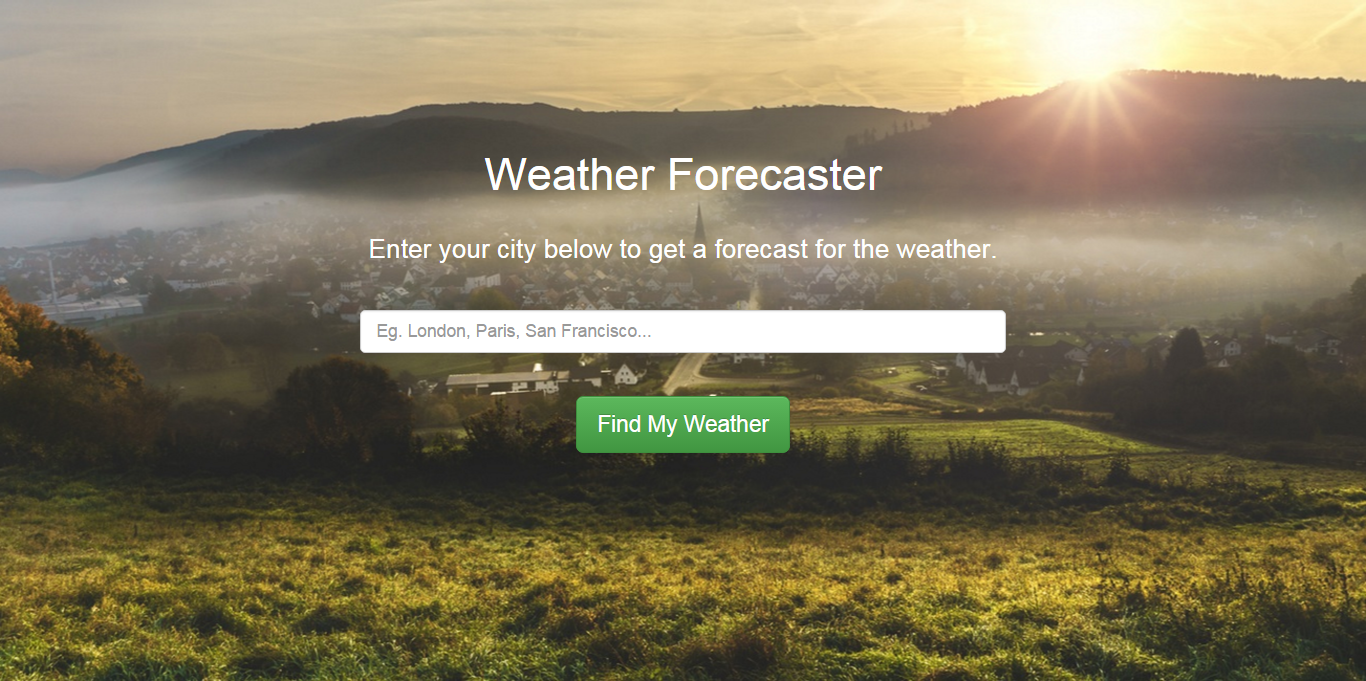 Weather Forecaster
Enter your city below to get a forecast for the weather.
Eg. London, Paris, San Francisco...
Find My Weather